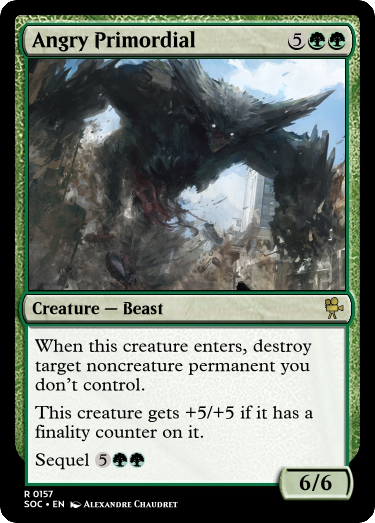 Angry Primordial 5
Creature — Beast
When this creature enters, destroy
target noncreature permanent you
don't control.
This creature gets +5/+5 if it has a
finality counter on it.
Sequel 5
6/6
R 0157
SOC • EN Alexandre Chaudret